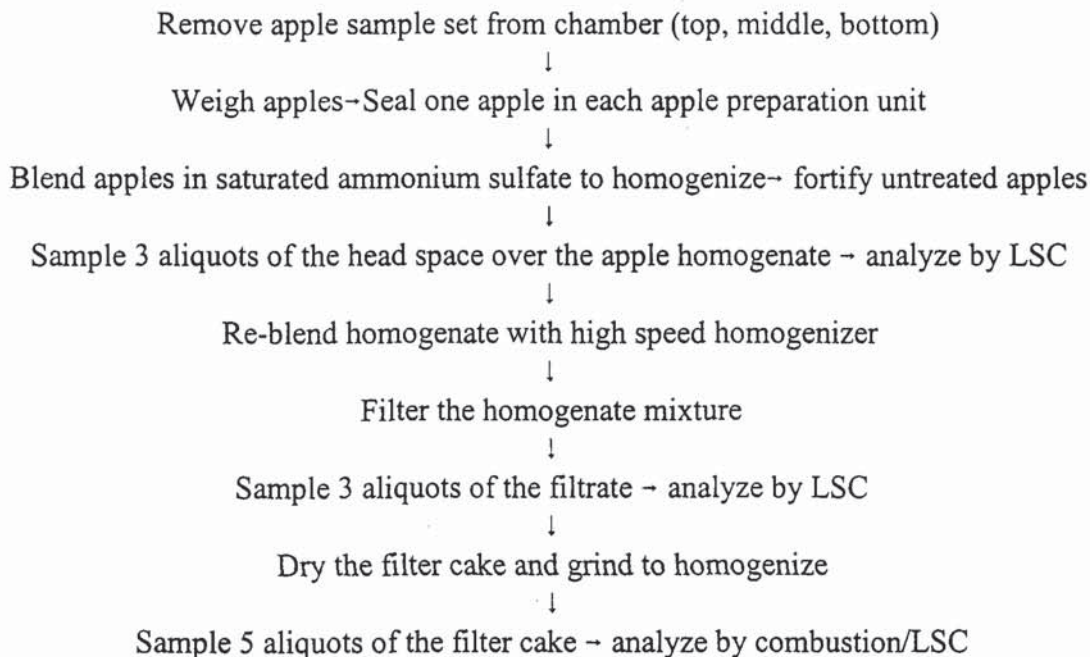 Remove apple sample set from chamber (top, middle, bottom)
↓
Weigh apples→Seal one apple in each apple preparation unit
↓
Blend apples in saturated ammonium sulfate to homogenize→ fortify untreated apples
↓
Sample 3 aliquots of the head space over the apple homogenate → analyze by LSC
↓
Re-blend homogenate with high speed homogenizer
↓
Filter the homogenate mixture
↓
Sample 3 aliquots of the filtrate → analyze by LSC
↓
Dry the filter cake and grind to homogenize
↓
Sample 5 aliquots of the filter cake → analyze by combustion/LSC